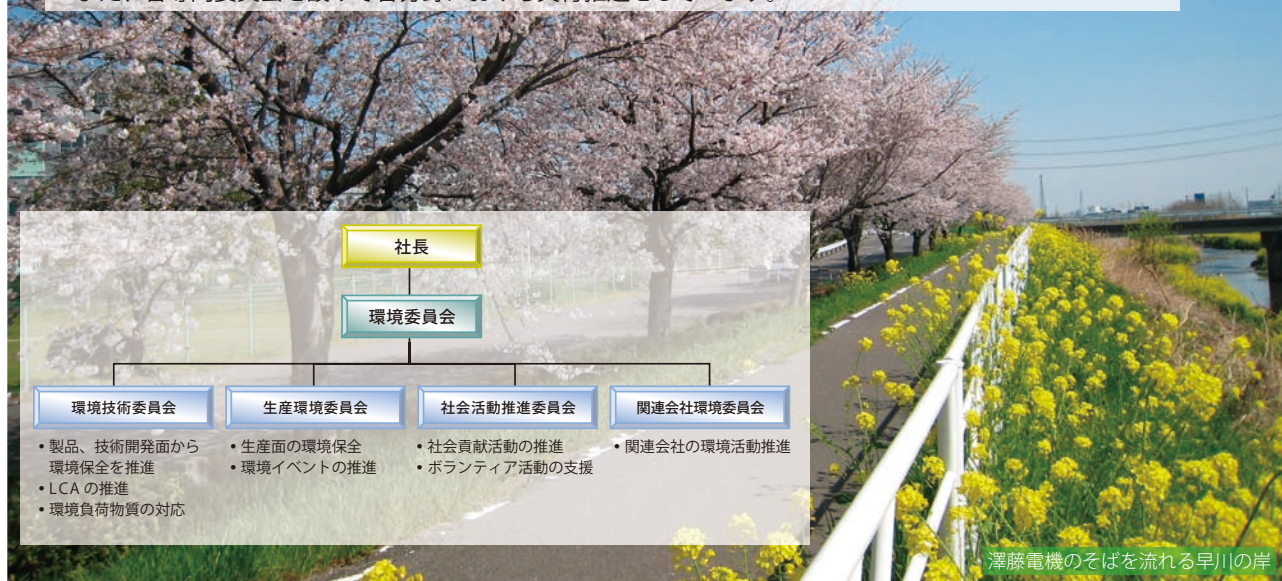 社長
環境委員会
環境技術委員会
生産環境委員会
社会活動推進委員会
関連会社環境委員会
• 製品、技術開発面から
環境保全を推進
• LCA の推進
• 環境負荷物質の対応
• 生産面の環境保全
• 環境イベントの推進
• 社会貢献活動の推進
• ボランティア活動の支援
• 関連会社の環境活動推進
澤藤電機のそばを流れる早川の岸